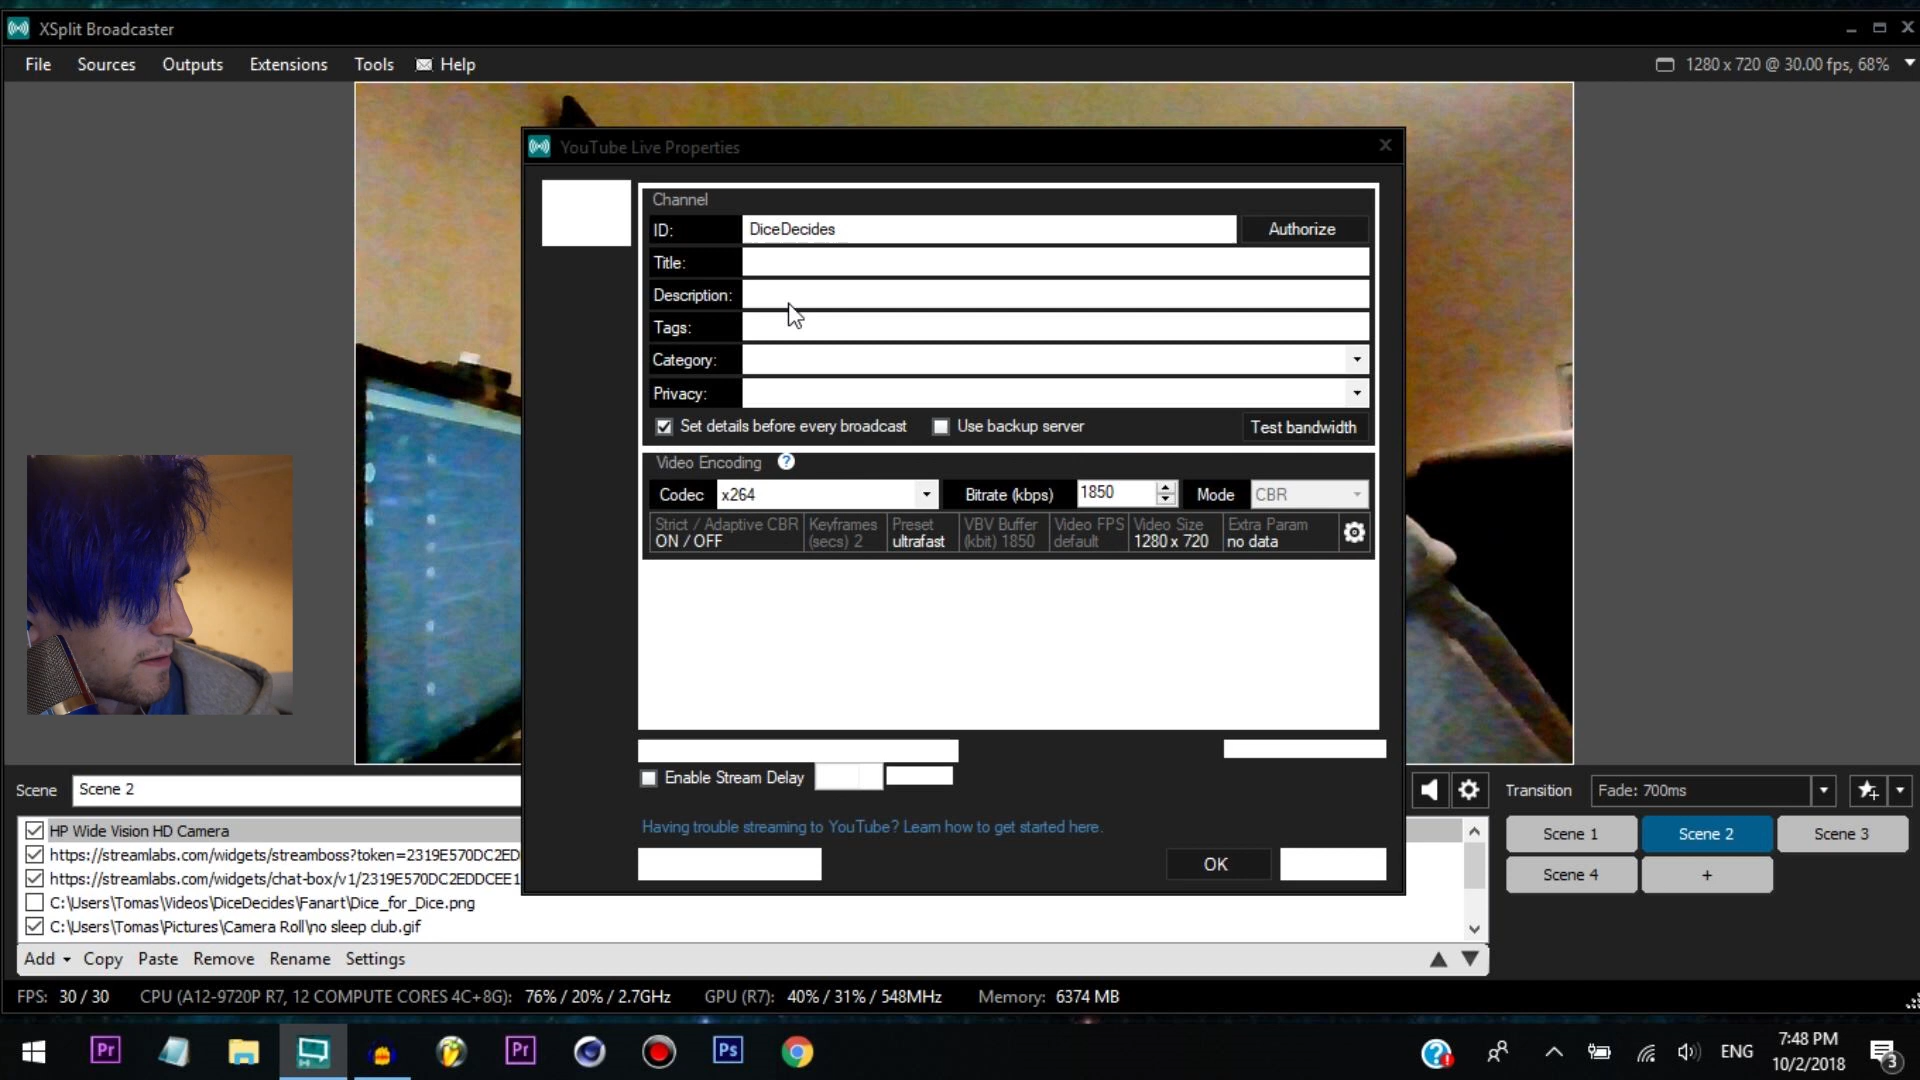 XSplit Broadcaster
File Sources Outputs Extensions Tools Help
1280 x 720 @ 30.00 fps, 68%
YouTube Live Properties
Channel
ID: DiceDecides Authorize
Title:
Description:
Tags:
Category:
Privacy:
Set details before every broadcast Use backup server Test bandwidth
Video Encoding ?
Codec x264 Bitrate (kbps) 1850 Mode CBR
Strict / Adaptive CBR Keyframes Preset VBV Buffer Video FPS Video Size Extra Param
ON / OFF (secs) 2 ultrafast (kbit) 1850 default 1280 x 720 no data
Enable Stream Delay
Having trouble streaming to YouTube? Learn how to get started here.
OK
Scene Scene 2
Transition Fade: 700ms
HP Wide Vision HD Camera
https://streamlabs.com/widgets/streamboss?token=2319E570DC2ED
https://streamlabs.com/widgets/chat-box/v1/2319E570DC2EDDCEE1
C:\Users\Tomas\Videos\DiceDecides\Fanart\Dice_for_Dice.png
C:\Users\Tomas\Pictures\Camera Roll\no sleep club.gif
Scene 1 Scene 2 Scene 3
Scene 4 +
Add Copy Paste Remove Rename Settings
FPS: 30 / 30 CPU (A12-9720P R7, 12 COMPUTE CORES 4C+8G): 76% / 20% / 2.7GHz GPU (R7): 40% / 31% / 548MHz Memory: 6374 MB
Pr Pr Ps
? ENG
7:48 PM
10/2/2018
3